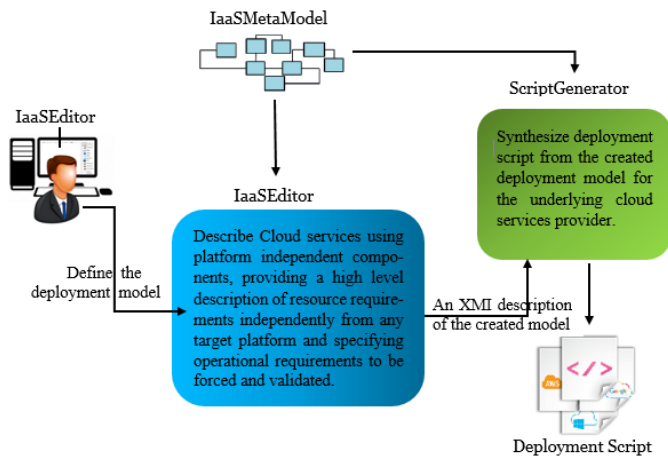 IaaSMetaModel
IaaSEditor
ScriptGenerator
Synthesize deployment
script from the created
deployment model for
the underlying cloud
services provider.
IaaSEditor
Describe Cloud services using
platform independent compo-
nents, providing a high level
description of resource require-
ments independently from any
target platform and specifying
operational requirements to be
forced and validated.
Define the
deployment model
An XMI description
of the created model
</>
Google
Deployment Script